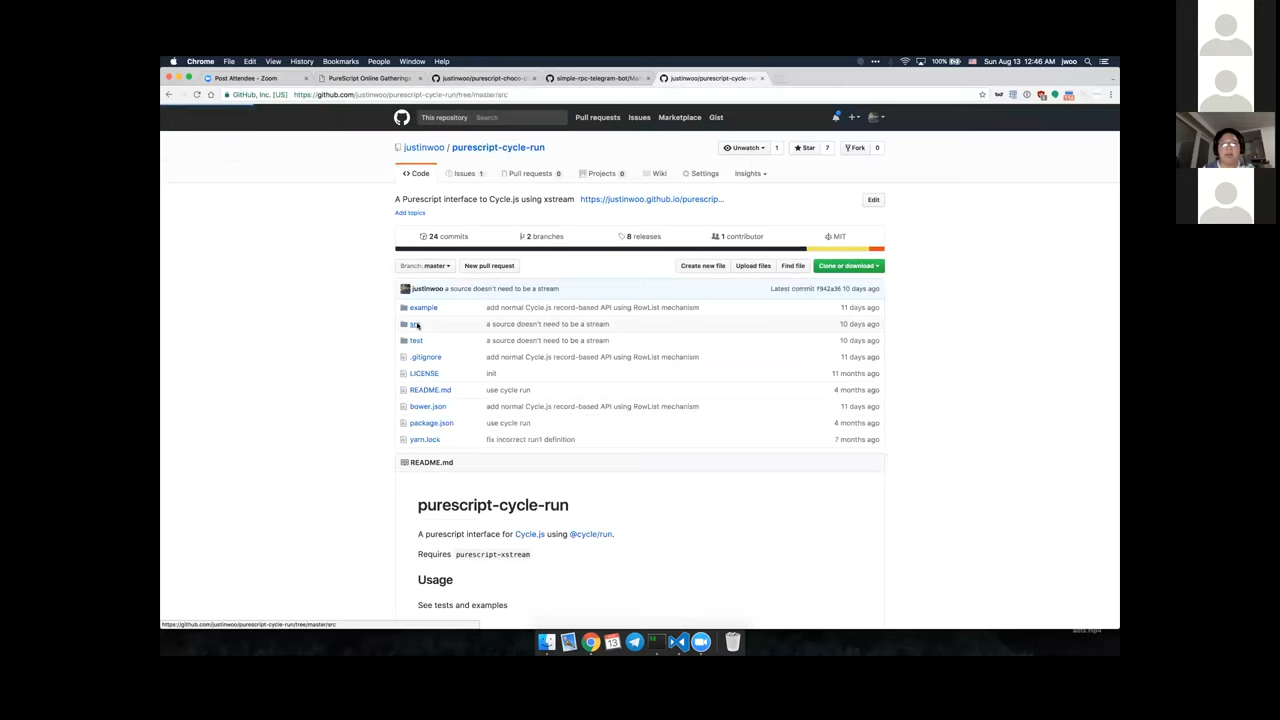 Chrome File Edit View History Bookmarks People Window Help 100% Sun Aug 13 12:46 AM jwoo
Post Attendee - Zoom PureScript Online Gatherings justinwoo/purescript-choco-p simple-rpc-telegram-bot/Ma justinwoo/purescript-cycle-ru
GitHub, Inc. [US] https://github.com/justinwoo/purescript-cycle-run/tree/master/src
This repository Search Pull requests Issues Marketplace Gist
justinwoo / purescript-cycle-run Unwatch 1 Star 7 Fork 0
Code Issues 1 Pull requests 0 Projects 0 Wiki Settings Insights
A Purescript interface to Cycle.js using xstream https://justinwoo.github.io/purescrip... Edit
Add topics
24 commits 2 branches 8 releases 1 contributor MIT
Branch: master New pull request Create new file Upload files Find file Clone or download
justinwoo a source doesn't need to be a stream Latest commit f942a36 10 days ago
example add normal Cycle.js record-based API using RowList mechanism 11 days ago
src a source doesn't need to be a stream 10 days ago
test a source doesn't need to be a stream 10 days ago
.gitignore add normal Cycle.js record-based API using RowList mechanism 11 days ago
LICENSE init 11 months ago
README.md use cycle run 4 months ago
bower.json add normal Cycle.js record-based API using RowList mechanism 11 days ago
package.json use cycle run 4 months ago
yarn.lock fix incorrect run1 definition 7 months ago
README.md
purescript-cycle-run
A purescript interface for Cycle.js using @cycle/run.
Requires purescript-xstream
Usage
See tests and examples
https://github.com/justinwoo/purescript-cycle-run/tree/master/src
13